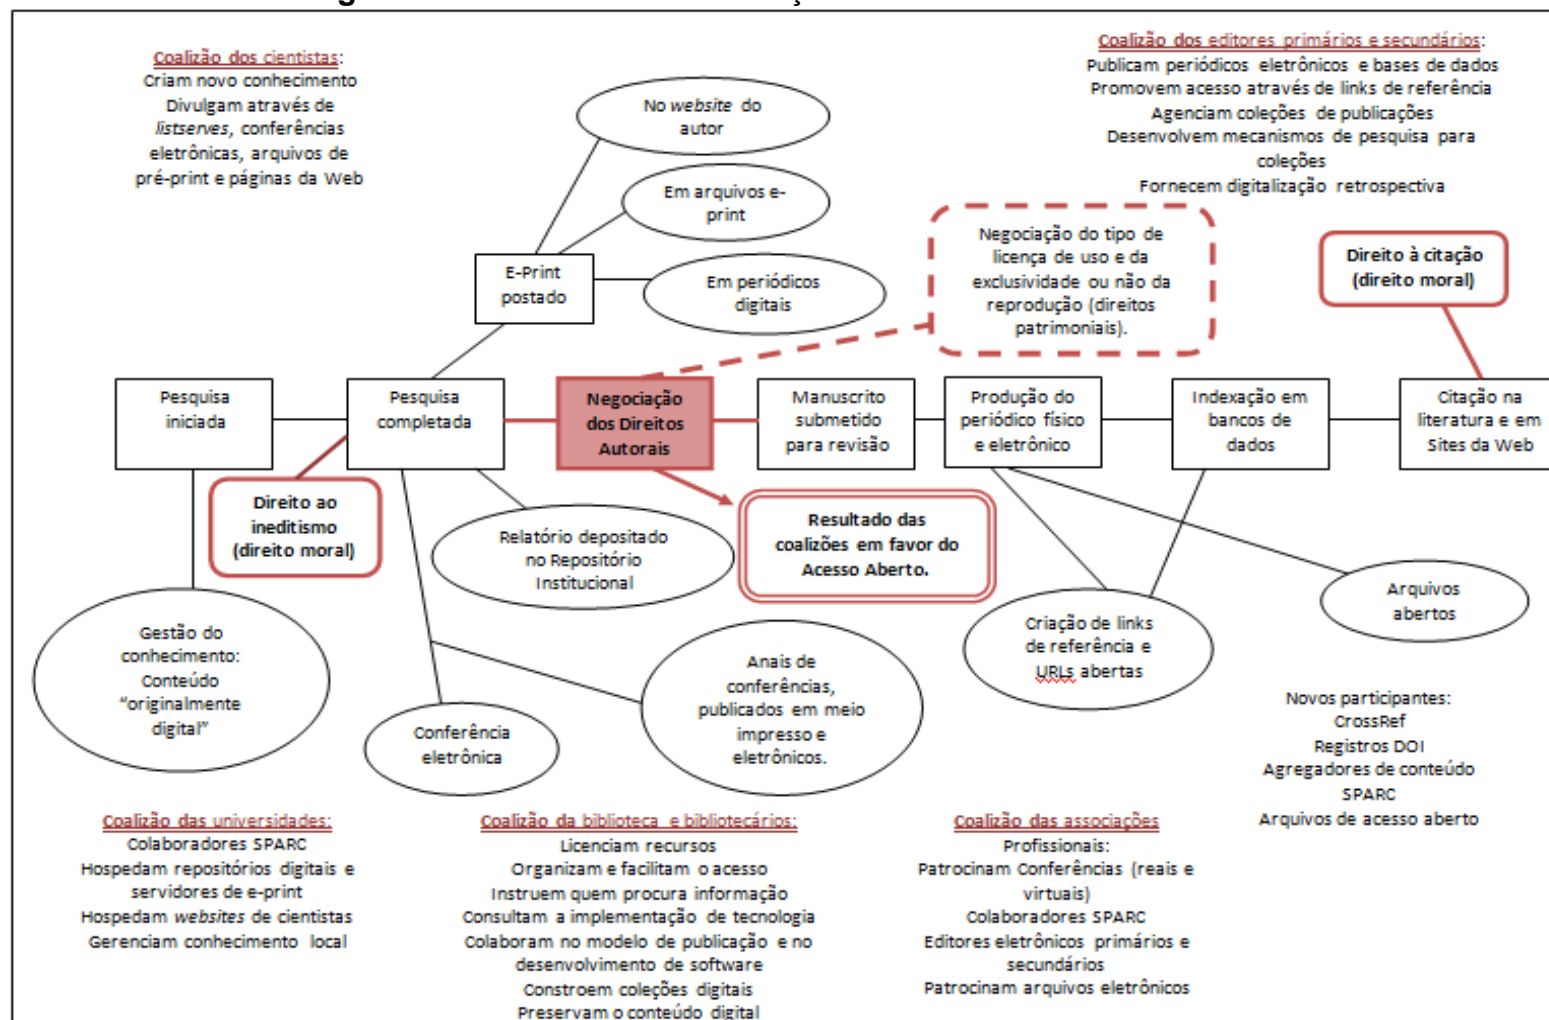 Coalizão dos cientistas:
Criam novo conhecimento
Divulgam através de
listserves, conferências
eletrônicas, arquivos de
pré-print e páginas da Web
Coalizão dos editores primários e secundários:
Publicam periódicos eletrônicos e bases de dados
Promovem acesso através de links de referência
Agenciam coleções de publicações
Desenvolvem mecanismos de pesquisa para
coleções
Fornecem digitalização retrospectiva
No website do
autor
Em arquivos e-
print
E-Print
postado
Em periódicos
digitais
Negociação do tipo de
licença de uso e da
exclusividade ou não da
reprodução (direitos
patrimoniais).
Direito à citação
(direito moral)
Pesquisa
iniciada
Pesquisa
completada
Negociação
dos Direitos
Autorais
Manuscrito
submetido
para revisão
Produção do
periódico físico
e eletrônico
Indexação em
bancos de
dados
Citação na
literatura e em
Sites da Web
Direito ao
ineditismo
(direito moral)
Relatório depositado
no Repositório
Institucional
Resultado das
coalizões em favor do
Acesso Aberto.
Arquivos
abertos
Criação de links
de referência e
URLs abertas
Gestão do
conhecimento:
Conteúdo
“originalmente
digital”
Conferência
eletrônica
Anais de
conferências,
publicados em meio
impresso e
eletrônicos.
Novos participantes:
CrossRef
Registros DOI
Agregadores de conteúdo
SPARC
Arquivos de acesso aberto
Coalizão das universidades:
Colaboradores SPARC
Hospedam repositórios digitais e
servidores de e-print
Hospedam websites de cientistas
Gerenciam conhecimento local
Coalizão da biblioteca e bibliotecários:
Licenciam recursos
Organizam e facilitam o acesso
Instruem quem procura informação
Consultam a implementação de tecnologia
Colaboram no modelo de publicação e no
desenvolvimento de software
Constroem coleções digitais
Preservam o conteúdo digital
Coalizão das associações
Profissionais:
Patrocinam Conferências (reais e
virtuais)
Colaboradores SPARC
Editores eletrônicos primários e
secundários
Patrocinam arquivos eletrônicos